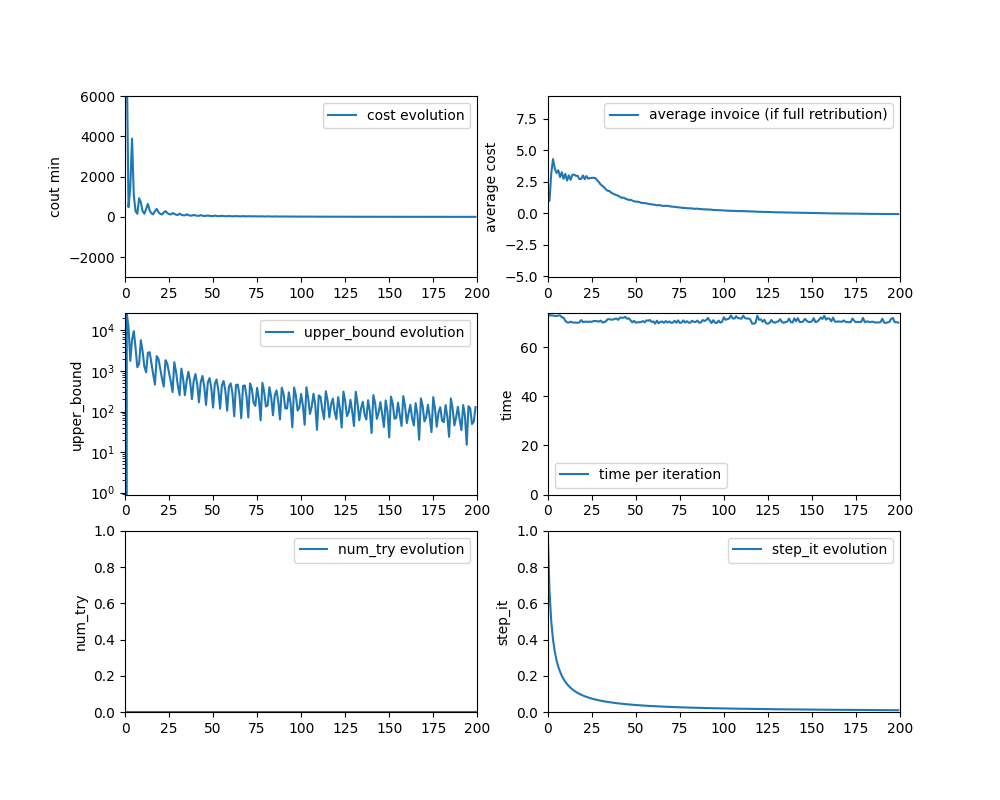 6000
4000
2000
0
−2000
cout min
cost evolution
0 25 50 75 100 125 150 175 200
7.5
5.0
2.5
0.0
−2.5
−5.0
average cost
average invoice (if full retribution)
0 25 50 75 100 125 150 175 200
10⁴
10³
10²
10¹
10⁰
upper_bound
upper_bound evolution
0 25 50 75 100 125 150 175 200
60
40
20
0
time
time per iteration
0 25 50 75 100 125 150 175 200
1.0
0.8
0.6
0.4
0.2
0.0
num_try
num_try evolution
0 25 50 75 100 125 150 175 200
1.0
0.8
0.6
0.4
0.2
0.0
step_it
step_it evolution
0 25 50 75 100 125 150 175 200